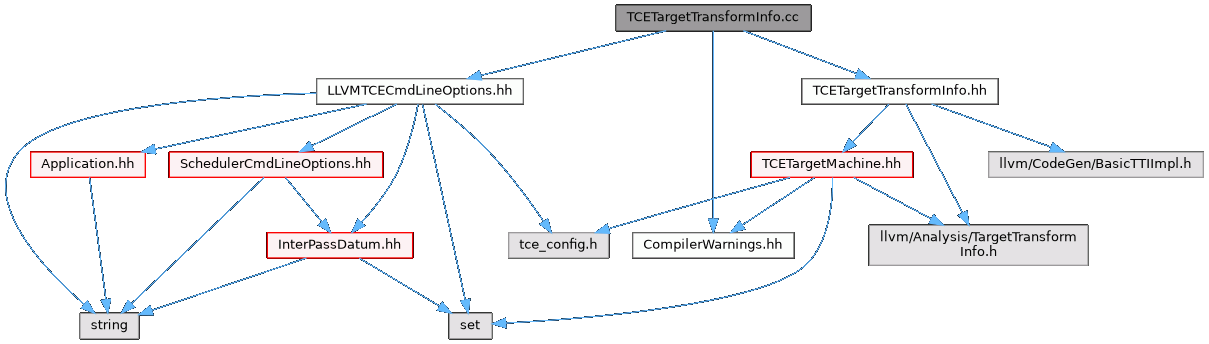 TCETargetTransformInfo.cc
LLVMTCECmdLineOptions.hh
TCETargetTransformInfo.hh
Application.hh
SchedulerCmdLineOptions.hh
TCETargetMachine.hh
llvm/CodeGen/BasicTTIImpl.h
InterPassDatum.hh
tce_config.h
CompilerWarnings.hh
llvm/Analysis/TargetTransform
Info.h
string
set